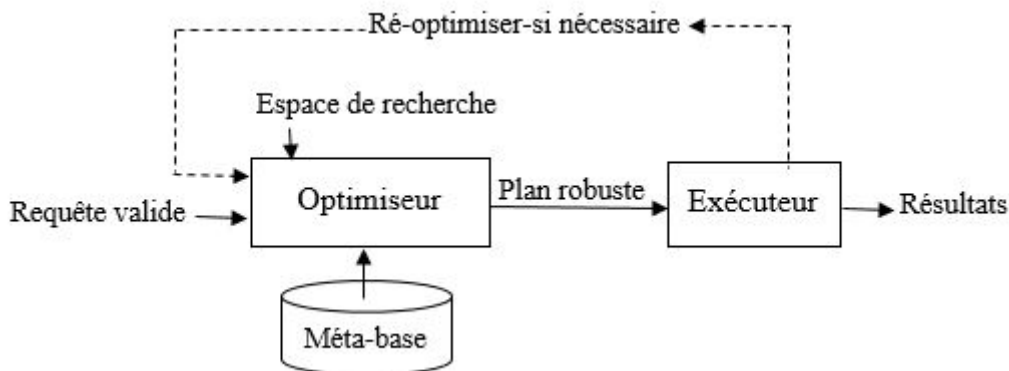 Ré-optimiser-si nécessaire
Espace de recherche
Optimiseur
Plan robuste
Exécuteur
Requête valide
Résultats
Méta-base